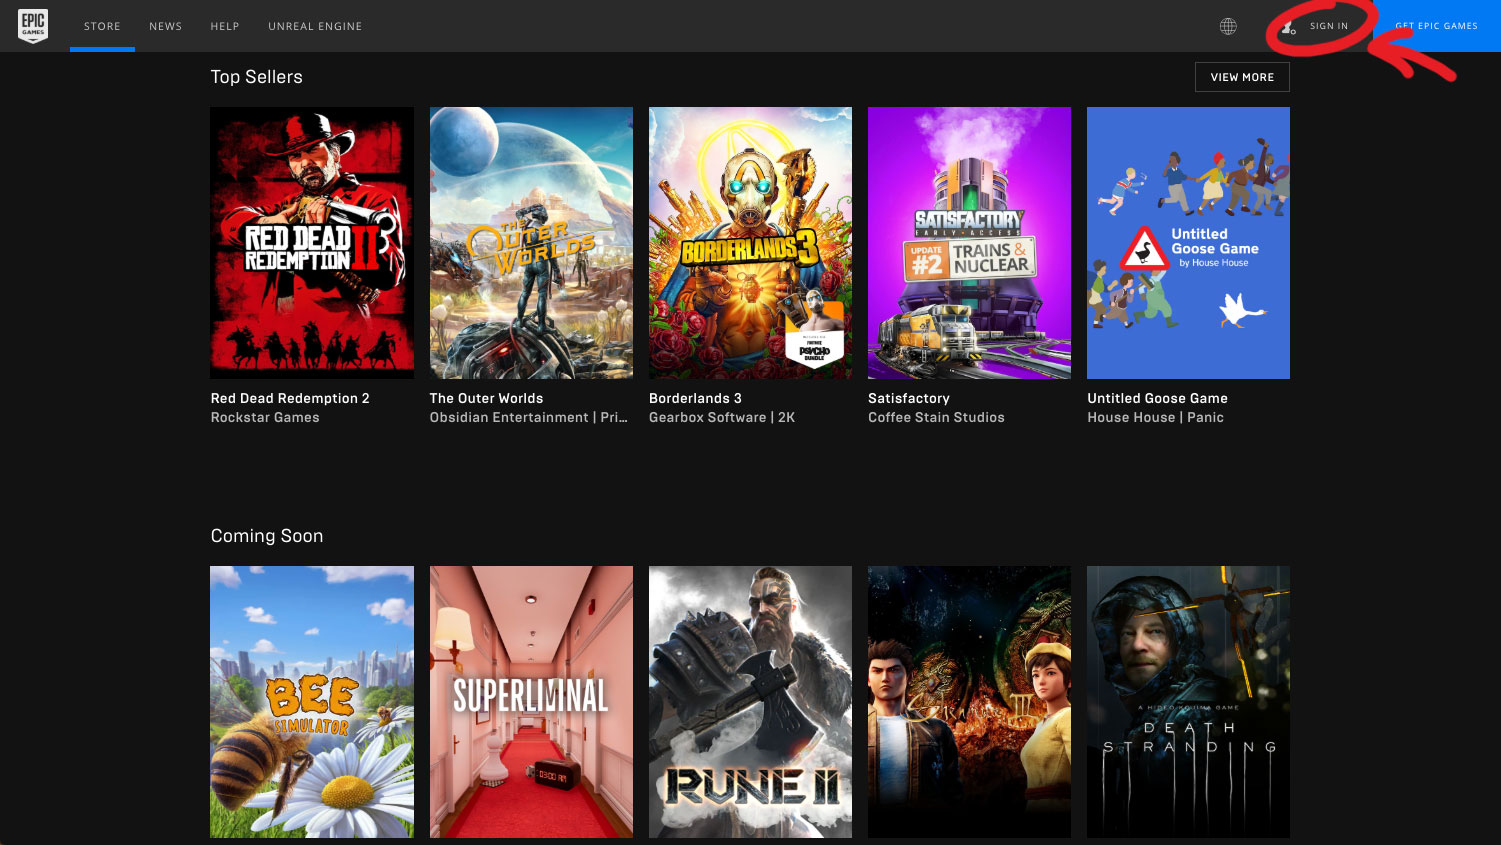 EPIC
GAMES
STORE NEWS HELP UNREAL ENGINE SIGN IN GET EPIC GAMES
Top Sellers VIEW MORE
RED DEAD
REDEMPTION II
THE
OUTER
WORLDS
BORDERLANDS 3
PSYCHO
BUNDLE
SATISFACTORY
EARLY-ACCESS
UPDATE
#2
TRAINS &
NUCLEAR
Untitled
Goose Game
by House House
Red Dead Redemption 2
Rockstar Games
The Outer Worlds
Obsidian Entertainment | Pri...
Borderlands 3
Gearbox Software | 2K
Satisfactory
Coffee Stain Studios
Untitled Goose Game
House House | Panic
Coming Soon
BEE
SIMULATOR
SUPERLIMINAL
03:00 AM
RUNE II
III
A HIDEO KOJIMA GAME
DEATH
STRANDING